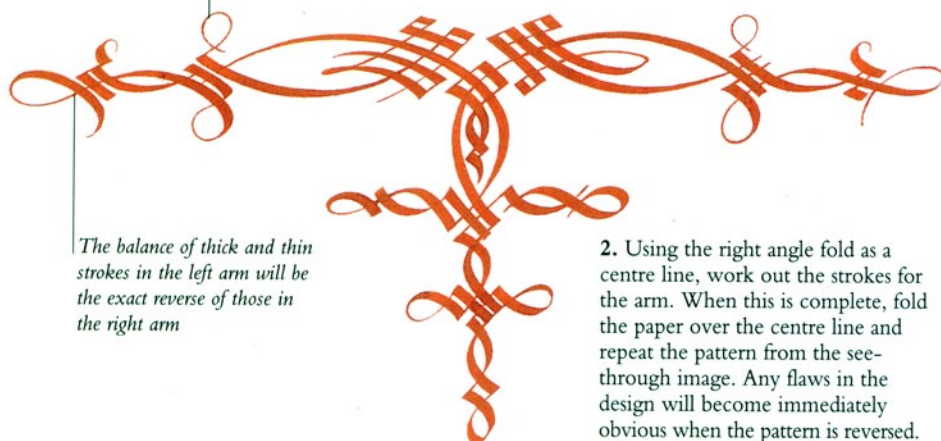 The balance of thick and thin
strokes in the left arm will be
the exact reverse of those in
the right arm
2. Using the right angle fold as a
centre line, work out the strokes for
the arm. When this is complete, fold
the paper over the centre line and
repeat the pattern from the see-
through image. Any flaws in the
design will become immediately
obvious when the pattern is reversed.